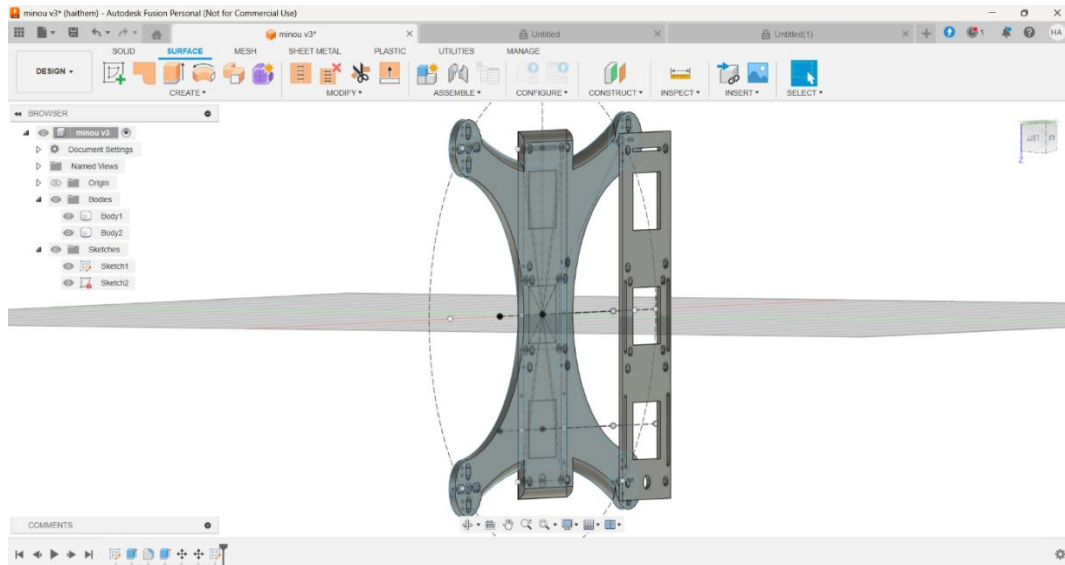 minou v3* (haithem) - Autodesk Fusion Personal (Not for Commercial Use)
minou v3*
Untitled
Untitled(1)
1
HA
SOLID SURFACE MESH SHEET METAL PLASTIC UTILITIES MANAGE
DESIGN
CREATE MODIFY ASSEMBLE CONFIGURE CONSTRUCT INSPECT INSERT SELECT
BROWSER
minou v3
Document Settings
Named Views
Origin
Bodies
Body1
Body2
Sketches
Sketch1
Sketch2
LEFT
COMMENTS